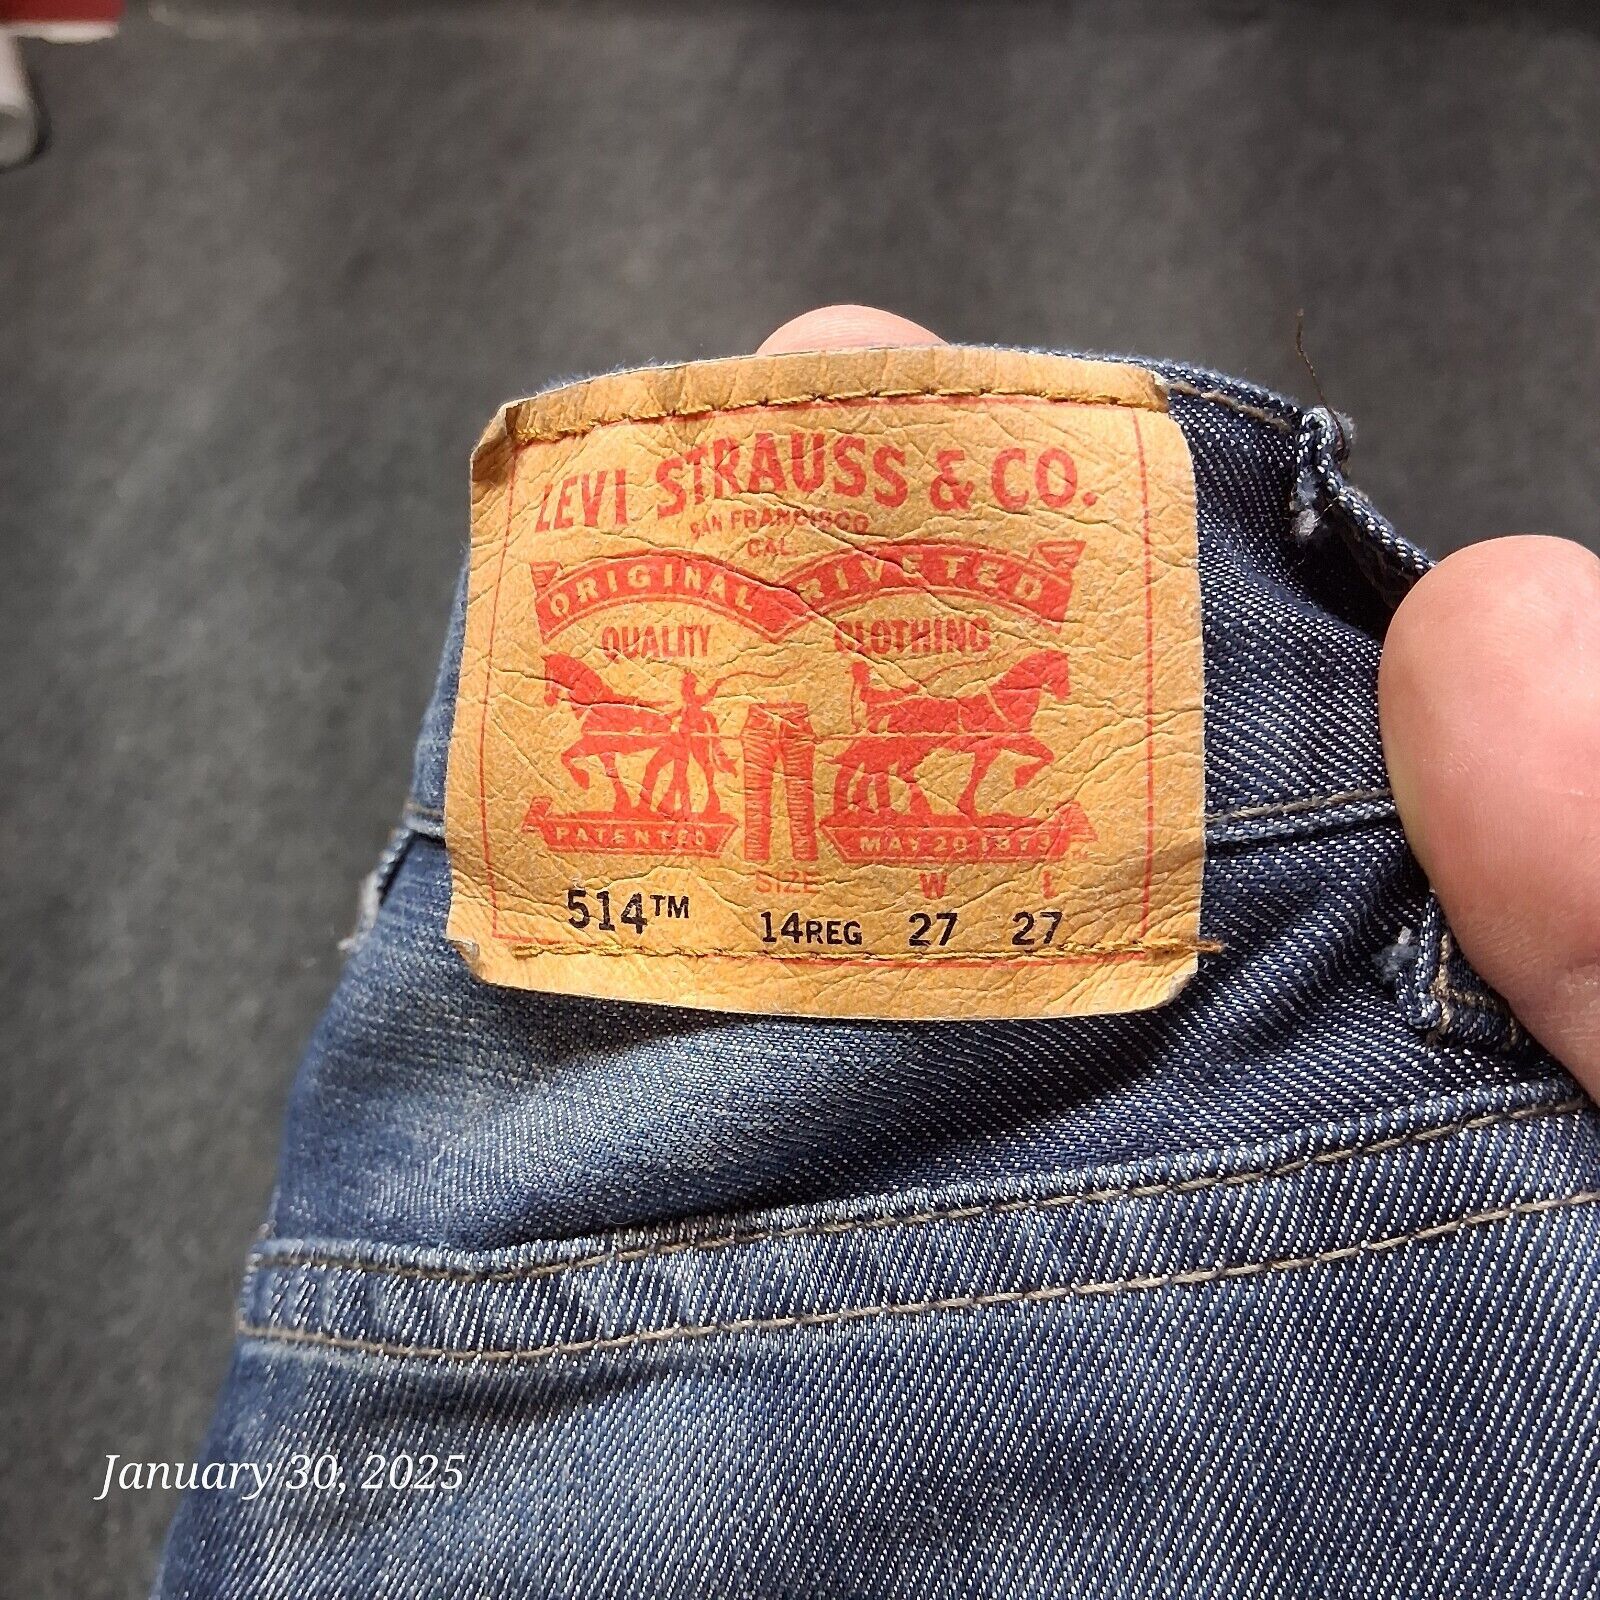 LEVI STRAUSS & CO.
SAN FRANCISCO
CAL.
ORIGINAL RIVETED
QUALITY CLOTHING
PATENTED MAY 20 1873
SIZE W L
514™ 14REG 27 27
January 30, 2025